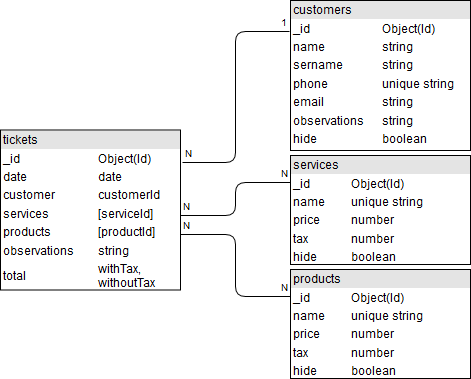 customers
_id Object(Id)
name string
sername string
phone unique string
email string
observations string
hide boolean
1
N
tickets
_id Object(Id)
date date
customer customerId
services [serviceId]
products [productId]
observations string
total withTax,
withoutTax
N
N
services
_id Object(Id)
name unique string
price number
tax number
hide boolean
N
N
products
_id Object(Id)
name unique string
price number
tax number
hide boolean